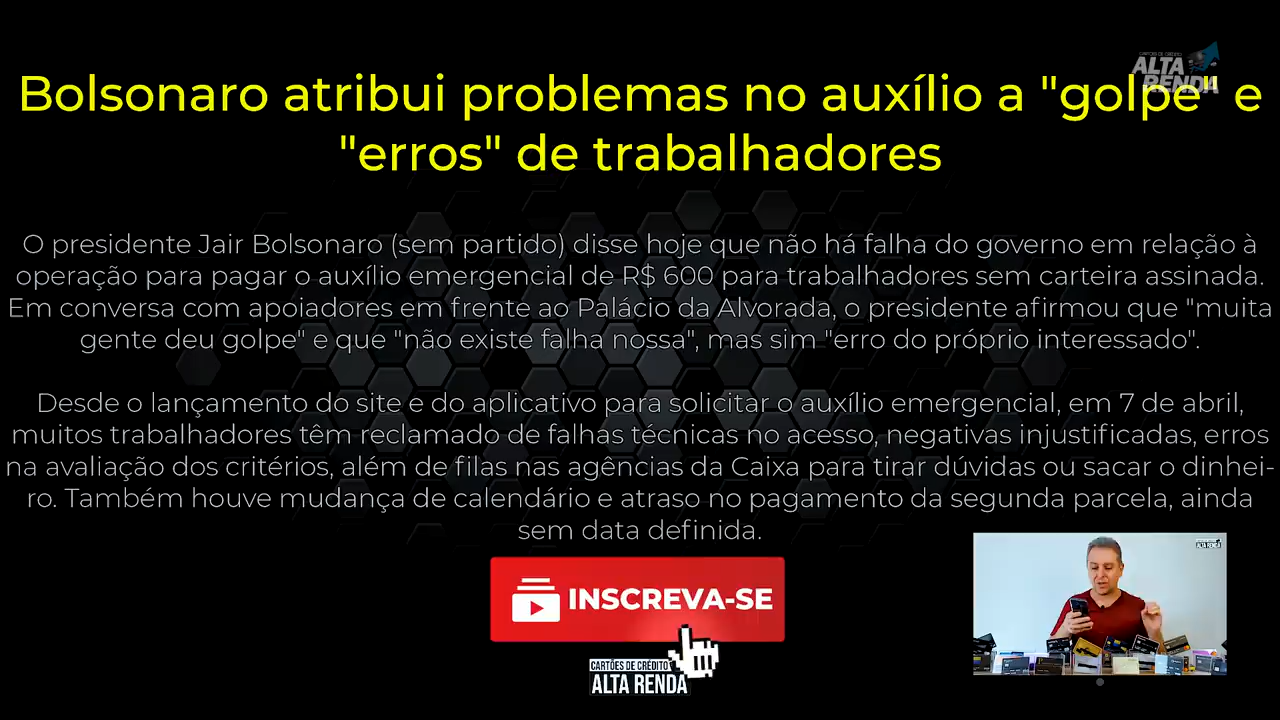 ALTA
RENDA
Bolsonaro atribui problemas no auxílio a "golpe" e
"erros" de trabalhadores
O presidente Jair Bolsonaro (sem partido) disse hoje que não há falha do governo em relação à
operação para pagar o auxílio emergencial de R$ 600 para trabalhadores sem carteira assinada.
Em conversa com apoiadores em frente ao Palácio da Alvorada, o presidente afirmou que "muita
gente deu golpe" e que "não existe falha nossa", mas sim "erro do próprio interessado".
Desde o lançamento do site e do aplicativo para solicitar o auxílio emergencial, em 7 de abril,
muitos trabalhadores têm reclamado de falhas técnicas no acesso, negativas injustificadas, erros
na avaliação dos critérios, além de filas nas agências da Caixa para tirar dúvidas ou sacar o dinhei-
ro. Também houve mudança de calendário e atraso no pagamento da segunda parcela, ainda
sem data definida.
INSCREVA-SE
CARTÕES DE CRÉDITO
ALTA RENDA
ALTA RENDA